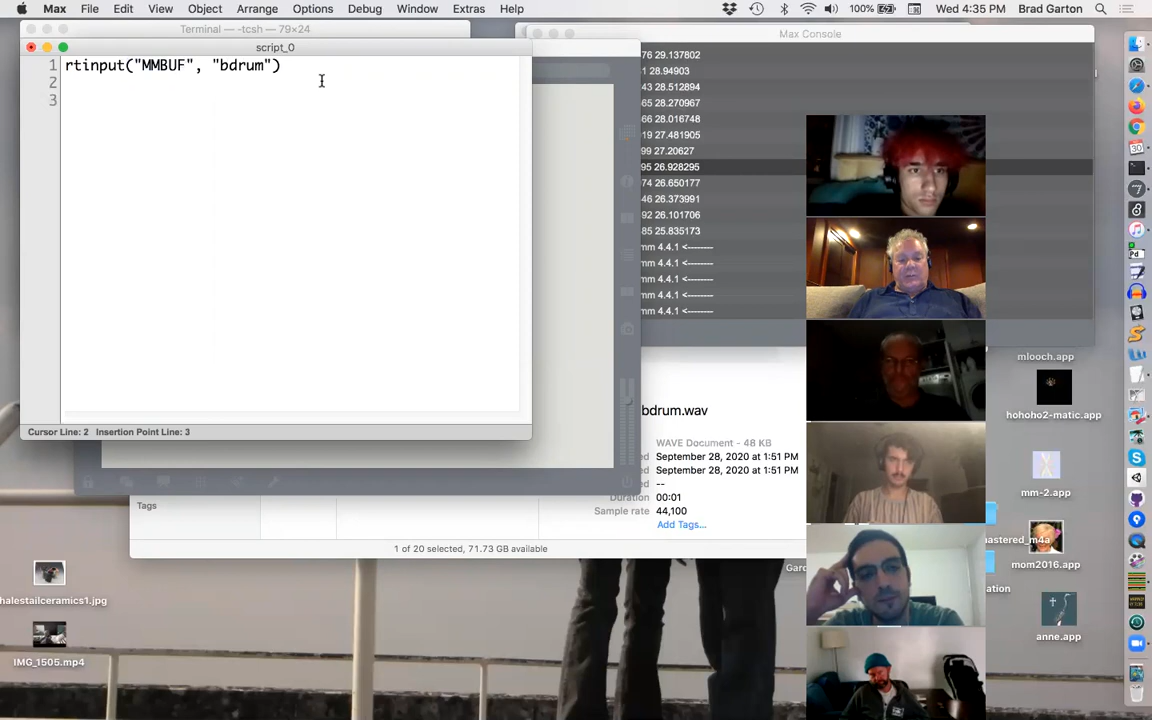 Max File Edit View Object Arrange Options Debug Window Extras Help 100% Wed 4:35 PM Brad Garton
Terminal — -tcsh — 79×24
Max Console
script_0
1 rtinput("MMBUF", "bdrum")
2
3
Cursor Line: 2 Insertion Point Line: 3
76 29.137802
31 28.94903
43 28.512894
65 28.270967
66 28.016748
19 27.481905
99 27.20627
95 26.928295
74 26.650177
46 26.373991
92 26.101706
85 25.835173
mm 4.4.1 <--------
mm 4.4.1 <--------
mm 4.4.1 <--------
mm 4.4.1 <--------
mm 4.4.1 <--------
bdrum.wav
WAVE Document - 48 KB
September 28, 2020 at 1:51 PM
September 28, 2020 at 1:51 PM
--
Duration 00:01
Sample rate 44,100
Add Tags...
Tags
1 of 20 selected, 71.73 GB available
mlooch.app
hohoho2-matic.app
mm-2.app
mastered_m4a
mom2016.app
anne.app
halestailceramics1.jpg
IMG_1505.mp4
30
Pd